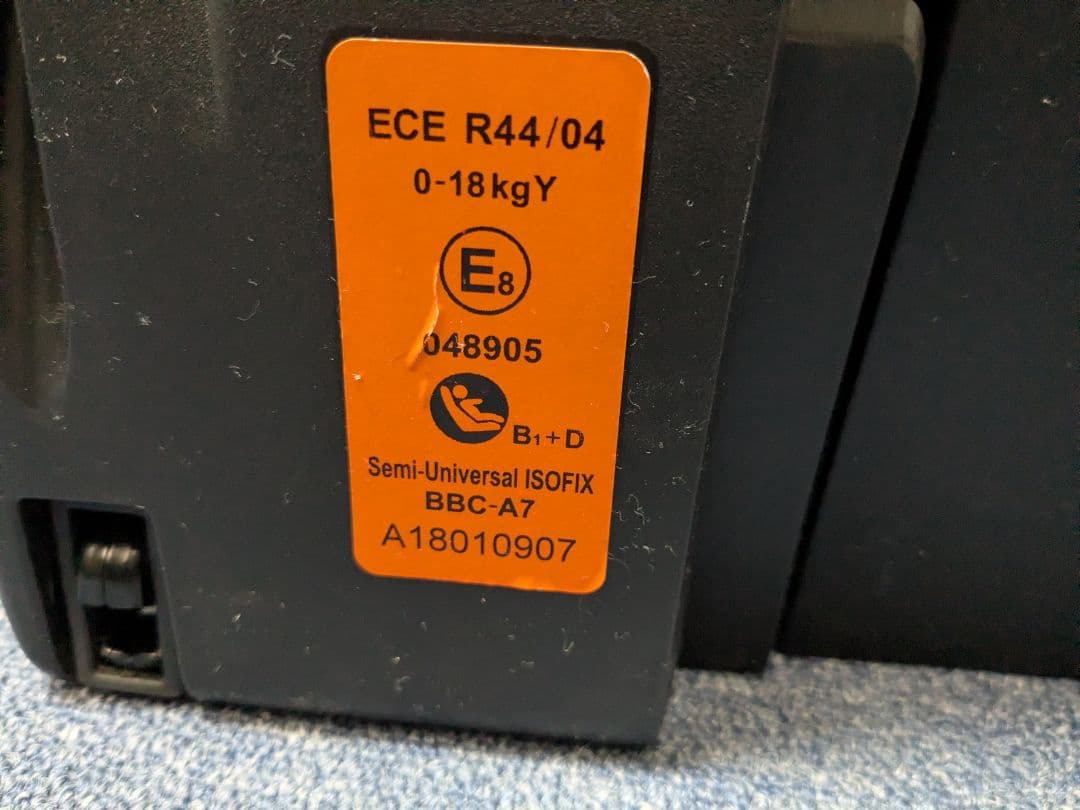 ECE R44/04
0-18kgY
E8
048905
B1+D
Semi-Universal ISOFIX
BBC-A7
A18010907